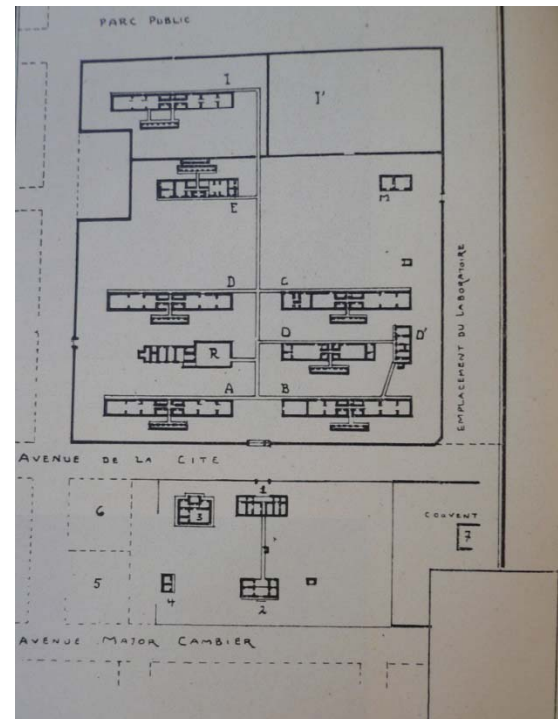 PARC PUBLIC
I
I'
E
M
D
C
O
O'
R
A
B
EMPLACEMENT DU LABORATOIRE
AVENUE DE LA CITE
1
6
3
COUVENT
7
5
4
2
AVENUE MAJOR CAMBIER